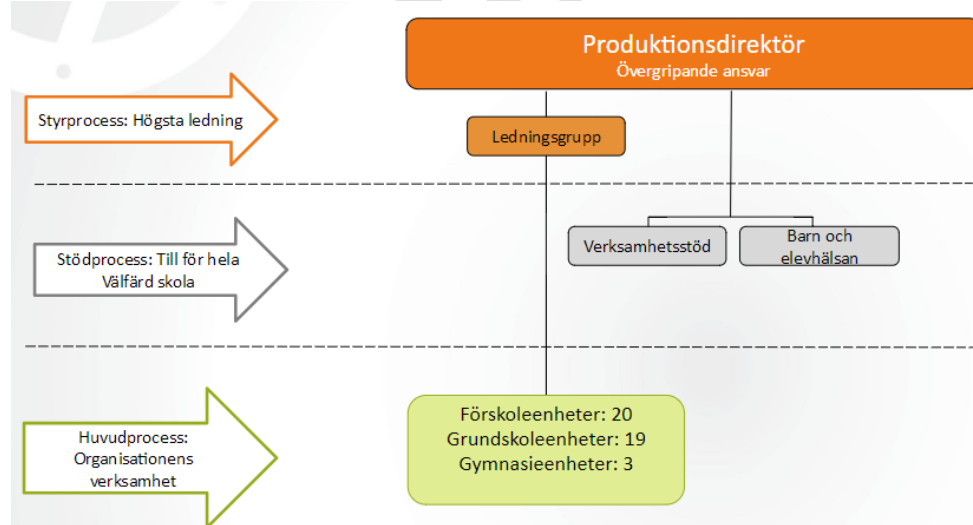 Produktionsdirektör
Övergripande ansvar
Styrprocess: Högsta ledning
Ledningsgrupp
Stödprocess: Till för hela
Välfärd skola
Verksamhetsstöd
Barn och
elevhälsan
Huvudprocess:
Organisationens
verksamhet
Förskoleenheter: 20
Grundskoleenheter: 19
Gymnasieenheter: 3